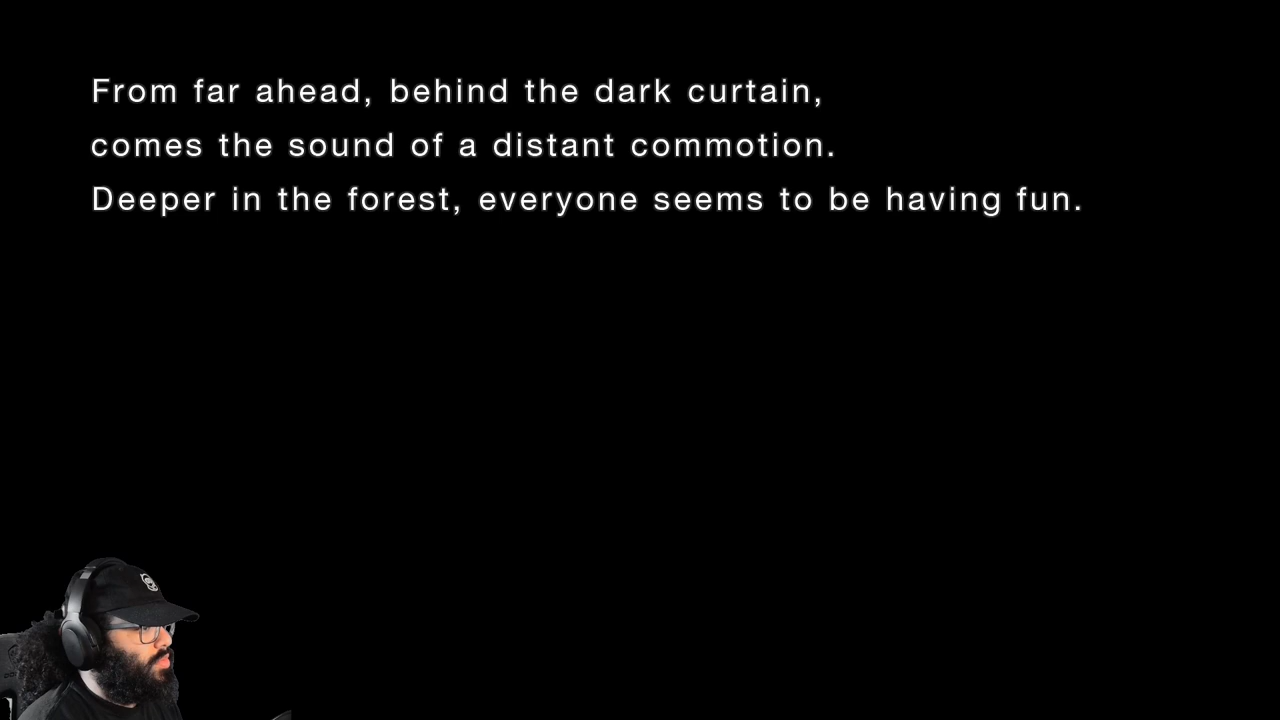 From far ahead, behind the dark curtain,
comes the sound of a distant commotion.
Deeper in the forest, everyone seems to be having fun.